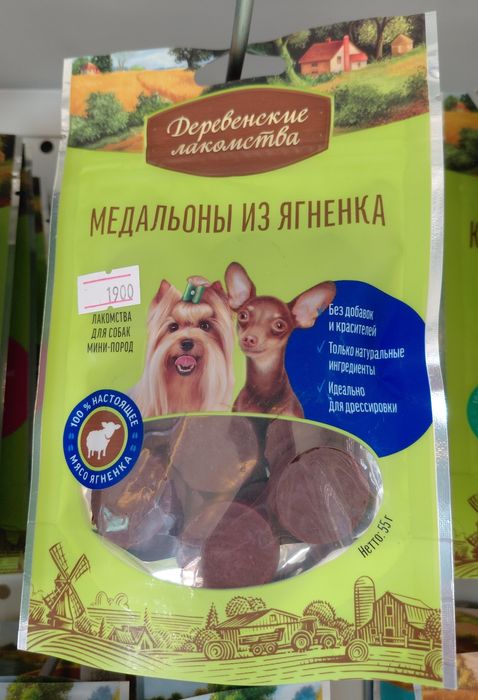 Деревенские
лакомства
МЕДАЛЬОНЫ ИЗ ЯГНЕНКА
1900
ЛАКОМСТВА
ДЛЯ СОБАК
МИНИ-ПОРОД
Без добавок
и красителей
Только натуральные
ингредиенты
Идеально
для дрессировки
100 % НАСТОЯЩЕЕ
МЯСО ЯГНЕНКА
Нетто: 55 г